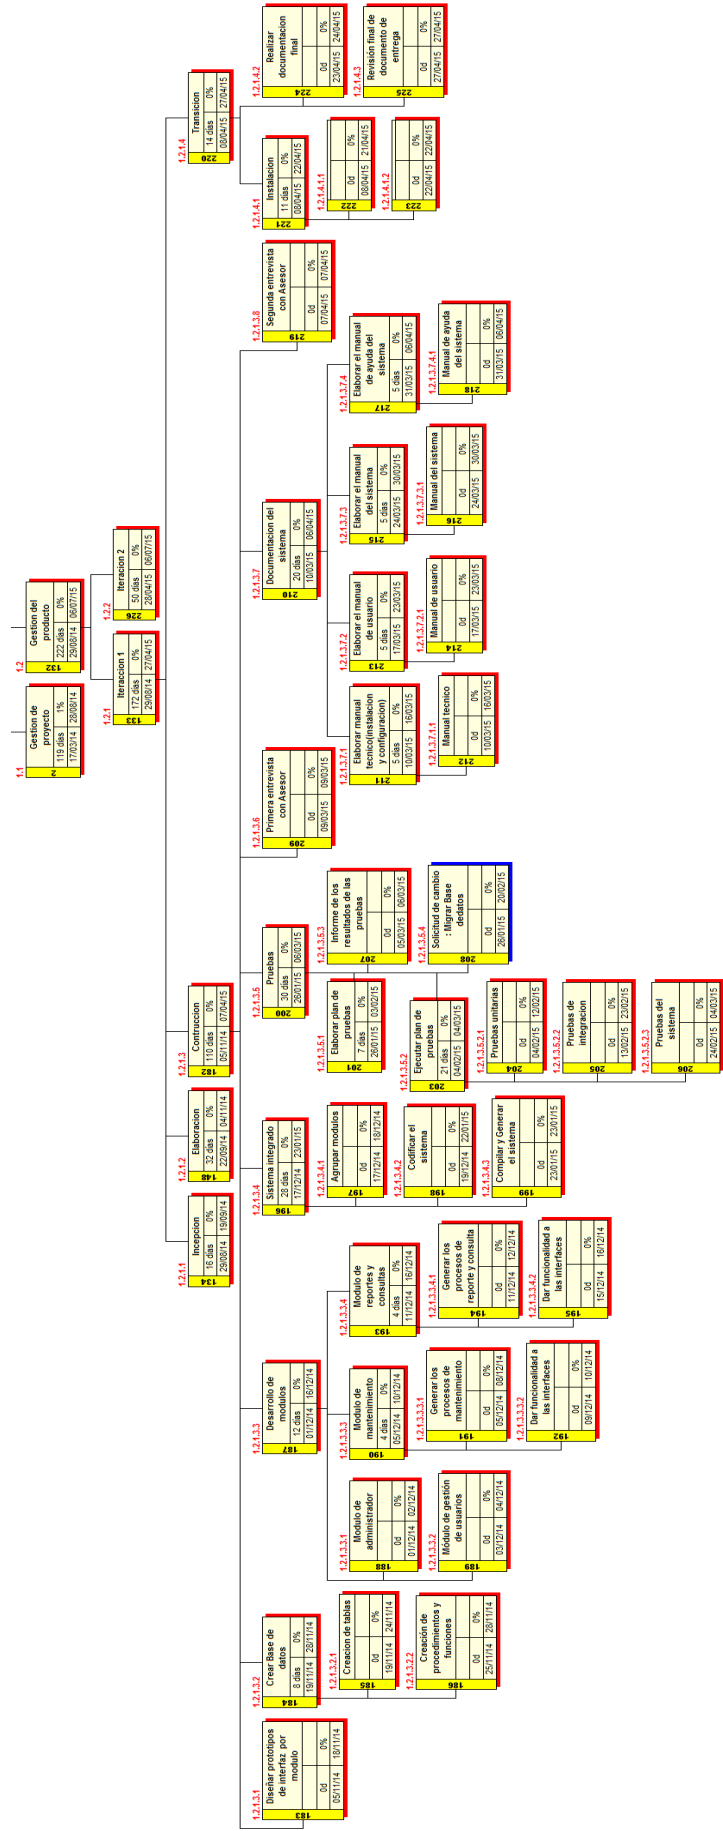 1.1
2
Gestion de
proyecto
119 dias 1%
17/03/14 28/08/14
1.2
132
Gestion del
producto
222 dias 0%
29/08/14 06/07/15
1.2.1
133
Iteraccion 1
172 dias 0%
29/08/14 27/04/15
1.2.2
226
Iteracion 2
50 dias 0%
28/04/15 06/07/15
1.2.1.1
134
Incepcion
16 dias 0%
29/08/14 19/09/14
1.2.1.2
148
Elaboracion
32 dias 0%
22/09/14 04/11/14
1.2.1.3
182
Contruccion
110 dias 0%
05/11/14 07/04/15
1.2.1.4
220
Transicion
14 dias 0%
08/04/15 27/04/15
1.2.1.3.1
183
Diseñar prototipos
de interfaz por
modulo
0d 0%
05/11/14 18/11/14
1.2.1.3.2
184
Crear Base de
datos
8 dias 0%
19/11/14 28/11/14
1.2.1.3.2.1
185
Creacion de tablas
0d 0%
19/11/14 24/11/14
1.2.1.3.2.2
186
Creación de
procedimientos y
funciones
0d 0%
25/11/14 28/11/14
1.2.1.3.3
187
Desarrollo de
modulos
12 dias 0%
01/12/14 16/12/14
1.2.1.3.3.1
188
Modulo de
administrador
0d 0%
01/12/14 02/12/14
1.2.1.3.3.2
189
Módulo de gestión
de usuarios
0d 0%
03/12/14 04/12/14
1.2.1.3.3.3
190
Modulo de
mantenimiento
4 dias 0%
05/12/14 10/12/14
1.2.1.3.3.3.1
191
Generar los
procesos de
mantenimiento
0d 0%
05/12/14 08/12/14
1.2.1.3.3.3.2
192
Dar funcionalidad a
las interfaces
0d 0%
09/12/14 10/12/14
1.2.1.3.3.4
193
Modulo de
reportes y
consultas
4 dias 0%
11/12/14 16/12/14
1.2.1.3.3.4.1
194
Generar los
procesos de
reporte y consulta
0d 0%
11/12/14 12/12/14
1.2.1.3.3.4.2
195
Dar funcionalidad a
las interfaces
0d 0%
15/12/14 16/12/14
1.2.1.3.4
196
Sistema integrado
28 dias 0%
17/12/14 23/01/15
1.2.1.3.4.1
197
Agrupar modulos
0d 0%
17/12/14 18/12/14
1.2.1.3.4.2
198
Codificar el
sistema
0d 0%
19/12/14 22/01/15
1.2.1.3.4.3
199
Compilar y Generar
el sistema
0d 0%
23/01/15 23/01/15
1.2.1.3.5
200
Pruebas
30 dias 0%
26/01/15 06/03/15
1.2.1.3.5.1
201
Elaborar plan de
pruebas
7 dias 0%
26/01/15 03/02/15
1.2.1.3.5.2
203
Ejecutar plan de
pruebas
21 dias 0%
04/02/15 04/03/15
1.2.1.3.5.2.1
204
Pruebas unitarias
0d 0%
04/02/15 12/02/15
1.2.1.3.5.2.2
205
Pruebas de
integracion
0d 0%
13/02/15 23/02/15
1.2.1.3.5.2.3
206
Pruebas del
sistema
0d 0%
24/02/15 04/03/15
1.2.1.3.5.3
207
Informe de los
resultados de las
pruebas
0d 0%
05/03/15 06/03/15
1.2.1.3.5.4
208
Solicitud de cambio
: Migrar Base
dedatos
0d 0%
26/01/15 20/02/15
1.2.1.3.6
209
Primera entrevista
con Asesor
0d 0%
09/03/15 09/03/15
1.2.1.3.7
210
Documentacion del
sistema
20 dias 0%
10/03/15 06/04/15
1.2.1.3.7.1
211
Elaborar manual
tecnico(instalacion
y configuracion)
5 dias 0%
10/03/15 16/03/15
1.2.1.3.7.1.1
212
Manual tecnico
0d 0%
10/03/15 16/03/15
1.2.1.3.7.2
213
Elaborar el manual
de usuario
5 dias 0%
17/03/15 23/03/15
1.2.1.3.7.2.1
214
Manual de usuario
0d 0%
17/03/15 23/03/15
1.2.1.3.7.3
215
Elaborar el manual
del sistema
5 dias 0%
24/03/15 30/03/15
1.2.1.3.7.3.1
216
Manual del sistema
0d 0%
24/03/15 30/03/15
1.2.1.3.7.4
217
Elaborar el manual
de ayuda del
sistema
5 dias 0%
31/03/15 06/04/15
1.2.1.3.7.4.1
218
Manual de ayuda
del sistema
0d 0%
31/03/15 06/04/15
1.2.1.3.8
219
Segunda entrevista
con Asesor
0d 0%
07/04/15 07/04/15
1.2.1.4.1
221
Instalacion
11 dias 0%
08/04/15 22/04/15
1.2.1.4.1.1
222
0d 0%
08/04/15 21/04/15
1.2.1.4.1.2
223
0d 0%
22/04/15 22/04/15
1.2.1.4.2
224
Realizar
documentacion
final
0d 0%
23/04/15 24/04/15
1.2.1.4.3
225
Revisión final de
documento de
entrega
0d 0%
27/04/15 27/04/15